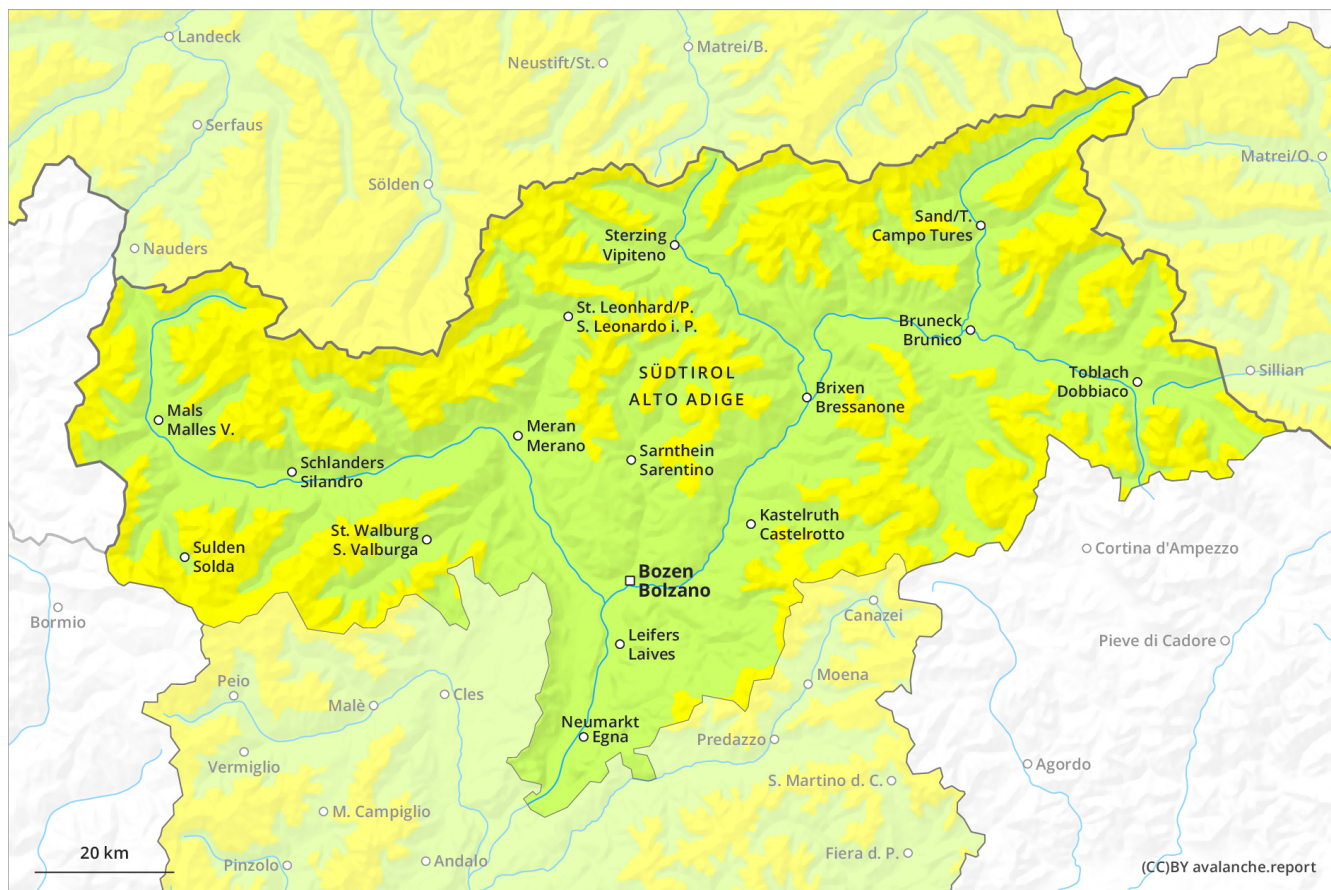 Landeck
Matrei/B.
Neustift/St.
Serfaus
Matrei/O.
Sölden
Nauders
Sand/T.
Campo Tures
Sterzing
Vipiteno
St. Leonhard/P.
S. Leonardo i. P.
Bruneck
Brunico
SÜDTIROL
ALTO ADIGE
Toblach
Dobbiaco
Sillian
Brixen
Bressanone
Mals
Malles V.
Meran
Merano
Sarnthein
Sarentino
Schlanders
Silandro
Kastelruth
Castelrotto
St. Walburg
S. Valburga
Sulden
Solda
Cortina d'Ampezzo
Bozen
Bolzano
Bormio
Canazei
Leifers
Laives
Pieve di Cadore
Peio
Moena
Malè
Cles
Neumarkt
Egna
Predazzo
Vermiglio
Agordo
S. Martino d. C.
M. Campiglio
20 km
Pinzolo
Andalo
Fiera d. P.
(CC)BY avalanche.report